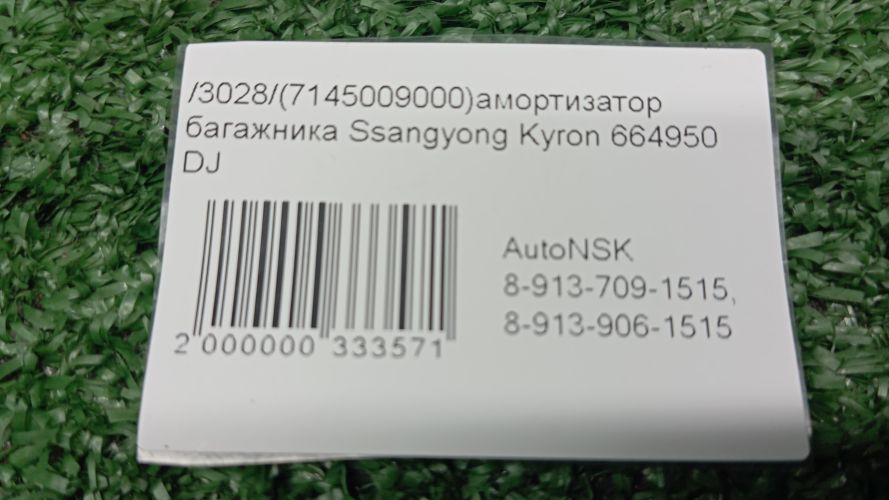 /3028/(7145009000)амортизатор
багажника Ssangyong Kyron 664950
DJ
2 000000 333571
AutoNSK
8-913-709-1515,
8-913-906-1515